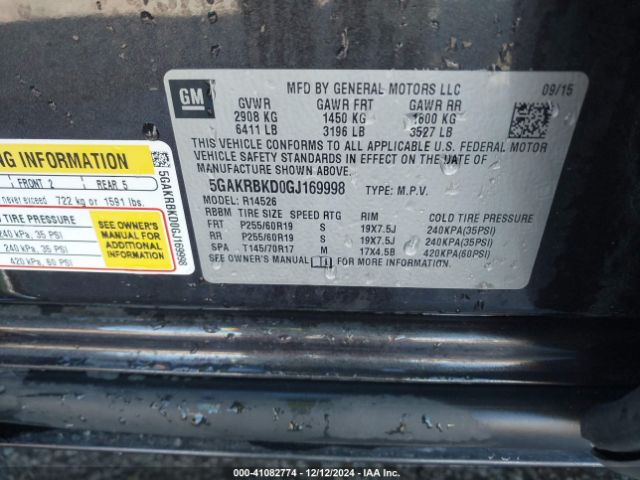 GM
MFD BY GENERAL MOTORS LLC
09/15
GVWR GAWR FRT GAWR RR
2908 KG 1450 KG 1600 KG
6411 LB 3196 LB 3527 LB
THIS VEHICLE CONFORMS TO ALL APPLICABLE U.S. FEDERAL MOTOR
VEHICLE SAFETY STANDARDS IN EFFECT ON THE DATE OF
MANUFACTURE SHOWN ABOVE.
5GAKRBKD0GJ169998 TYPE: M.P.V.
MODEL: R14526
RBBM TIRE SIZE SPEED RTG RIM COLD TIRE PRESSURE
FRT P255/60R19 S 19X7.5J 240KPA(35PSI)
RR P255/60R19 S 19X7.5J 240KPA(35PSI)
SPA T145/70R17 M 17X4.5B 420KPA(60PSI)
SEE OWNER'S MANUAL FOR MORE INFORMATION.
NG INFORMATION
FRONT 2 REAR 5
never exceed 722 kg or 1591 lbs.
COLD TIRE PRESSURE
240 KPA, 35 PSI
240 KPA, 35 PSI
420 KPA, 60 PSI
SEE OWNER'S
MANUAL FOR
ADDITIONAL
INFORMATION
5GAKRBKD0GJ169998
000-41082774 - 12/12/2024 - IAA Inc.